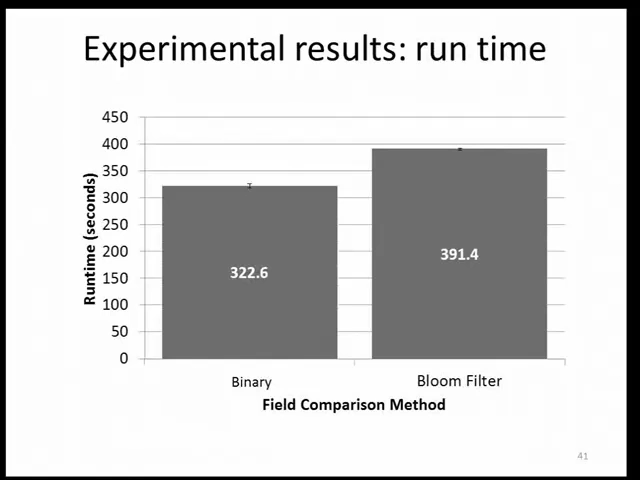 Experimental results: run time
450
400
350
300
250
200
150
100
50
0
Runtime (seconds)
322.6
391.4
Binary
Bloom Filter
Field Comparison Method
41